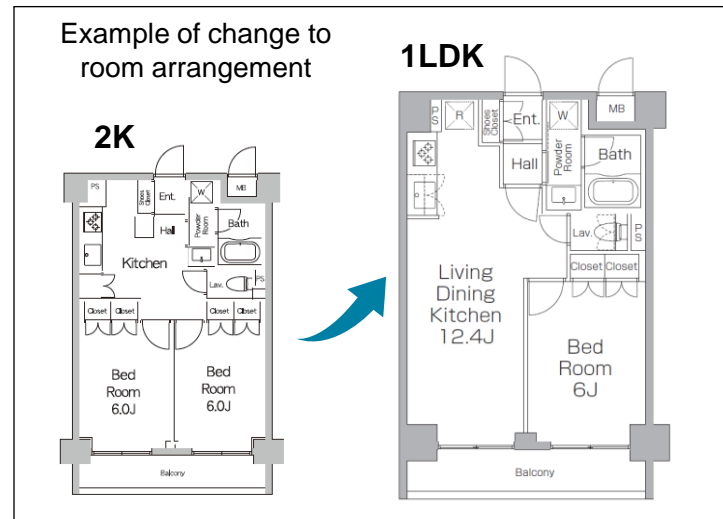 Example of change to
room arrangement
2K
PS
Shoes
Closet
Ent.
W
MB
Hall
Powder
Room
Bath
Kitchen
Lav.
PS
Closet
Closet
Closet
Closet
Bed
Room
6.0J
Bed
Room
6.0J
Balcony
1LDK
PS
R
Shoes
Closet
Ent.
W
MB
Hall
Powder
Room
Bath
Lav.
PS
Closet
Closet
Living
Dining
Kitchen
12.4J
Bed
Room
6J
Balcony